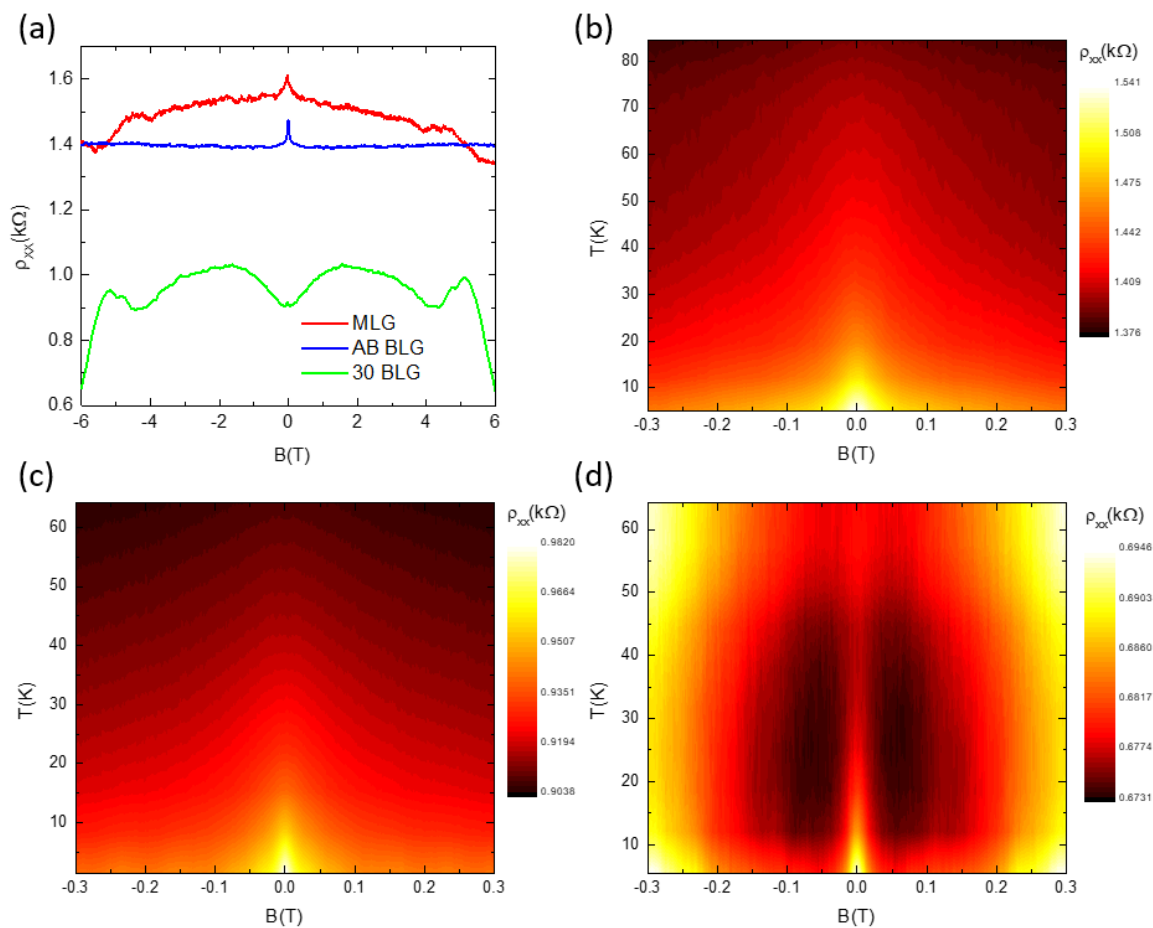 (a)
1.6
1.4
1.2
1.0
0.8
0.6
ρxx(kΩ)
MLG
AB BLG
30 BLG
-6 -4 -2 0 2 4 6
B(T)
(b)
ρxx(kΩ)
80
70
60
50
40
30
20
10
T(K)
1.541
1.508
1.475
1.442
1.409
1.376
-0.3 -0.2 -0.1 0.0 0.1 0.2 0.3
B(T)
(c)
ρxx(kΩ)
60
50
40
30
20
10
T(K)
0.9820
0.9664
0.9507
0.9351
0.9194
0.9038
-0.3 -0.2 -0.1 0.0 0.1 0.2 0.3
B(T)
(d)
ρxx(kΩ)
60
50
40
30
20
10
T(K)
0.6946
0.6903
0.6860
0.6817
0.6774
0.6731
-0.3 -0.2 -0.1 0.0 0.1 0.2 0.3
B(T)